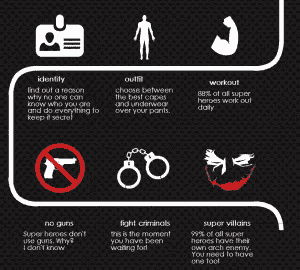 identity
find out a reason
why no one can
know who you are
and do everything to
keep it secret
outfit
choose between
the best capes
and underwear
over your pants.
workout
88% of all super
heroes work out
daily
no guns
Super heroes don't
use guns. Why?
I don't know
fight criminals
this is the moment
you have been
waiting for!
super villains
99% of all super
heroes have their
own arch enemy.
You need to have
one too!